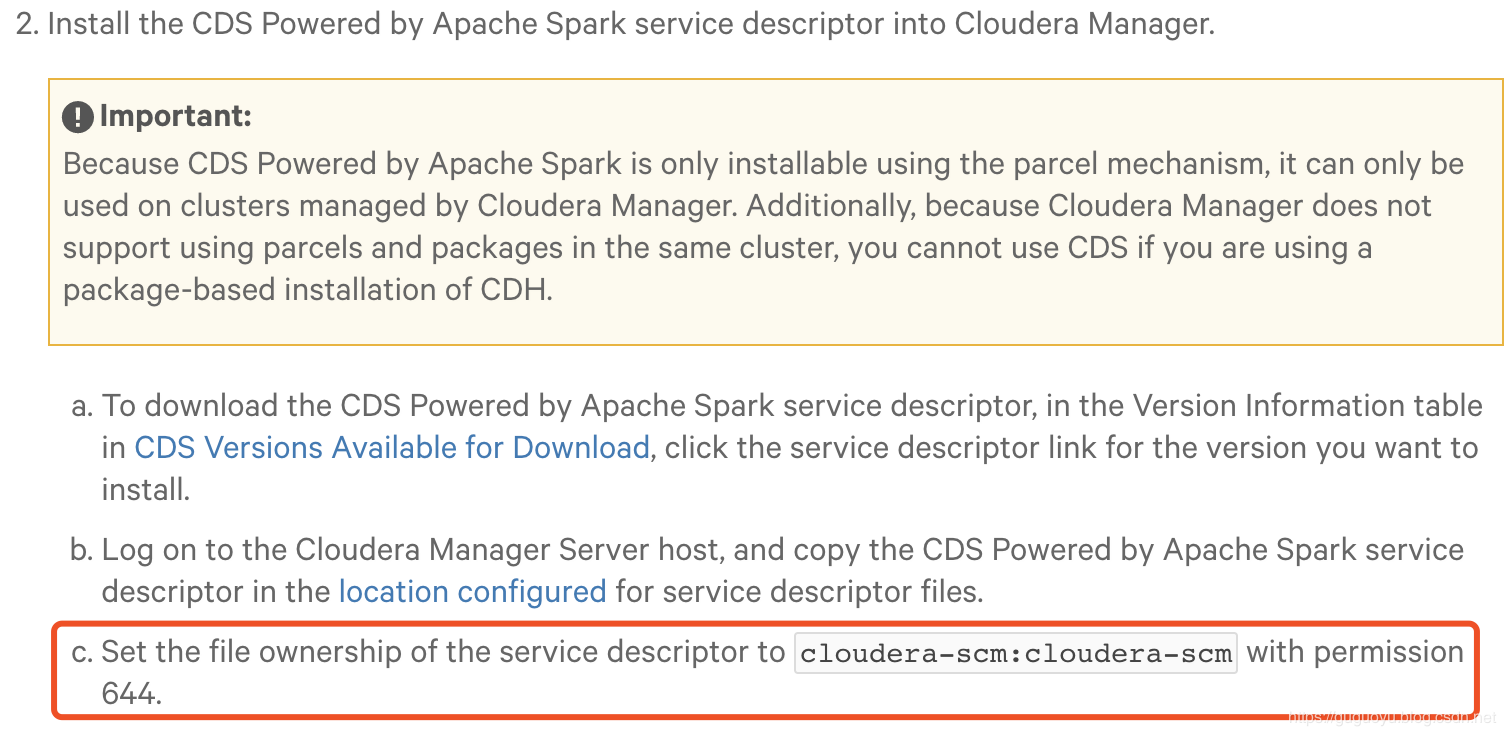 2. Install the CDS Powered by Apache Spark service descriptor into Cloudera Manager.
Important:
Because CDS Powered by Apache Spark is only installable using the parcel mechanism, it can only be
used on clusters managed by Cloudera Manager. Additionally, because Cloudera Manager does not
support using parcels and packages in the same cluster, you cannot use CDS if you are using a
package-based installation of CDH.
a. To download the CDS Powered by Apache Spark service descriptor, in the Version Information table
in CDS Versions Available for Download, click the service descriptor link for the version you want to
install.
b. Log on to the Cloudera Manager Server host, and copy the CDS Powered by Apache Spark service
descriptor in the location configured for service descriptor files.
c. Set the file ownership of the service descriptor to cloudera-scm:cloudera-scm with permission
644.
https://guguoyu.blog.csdn.net